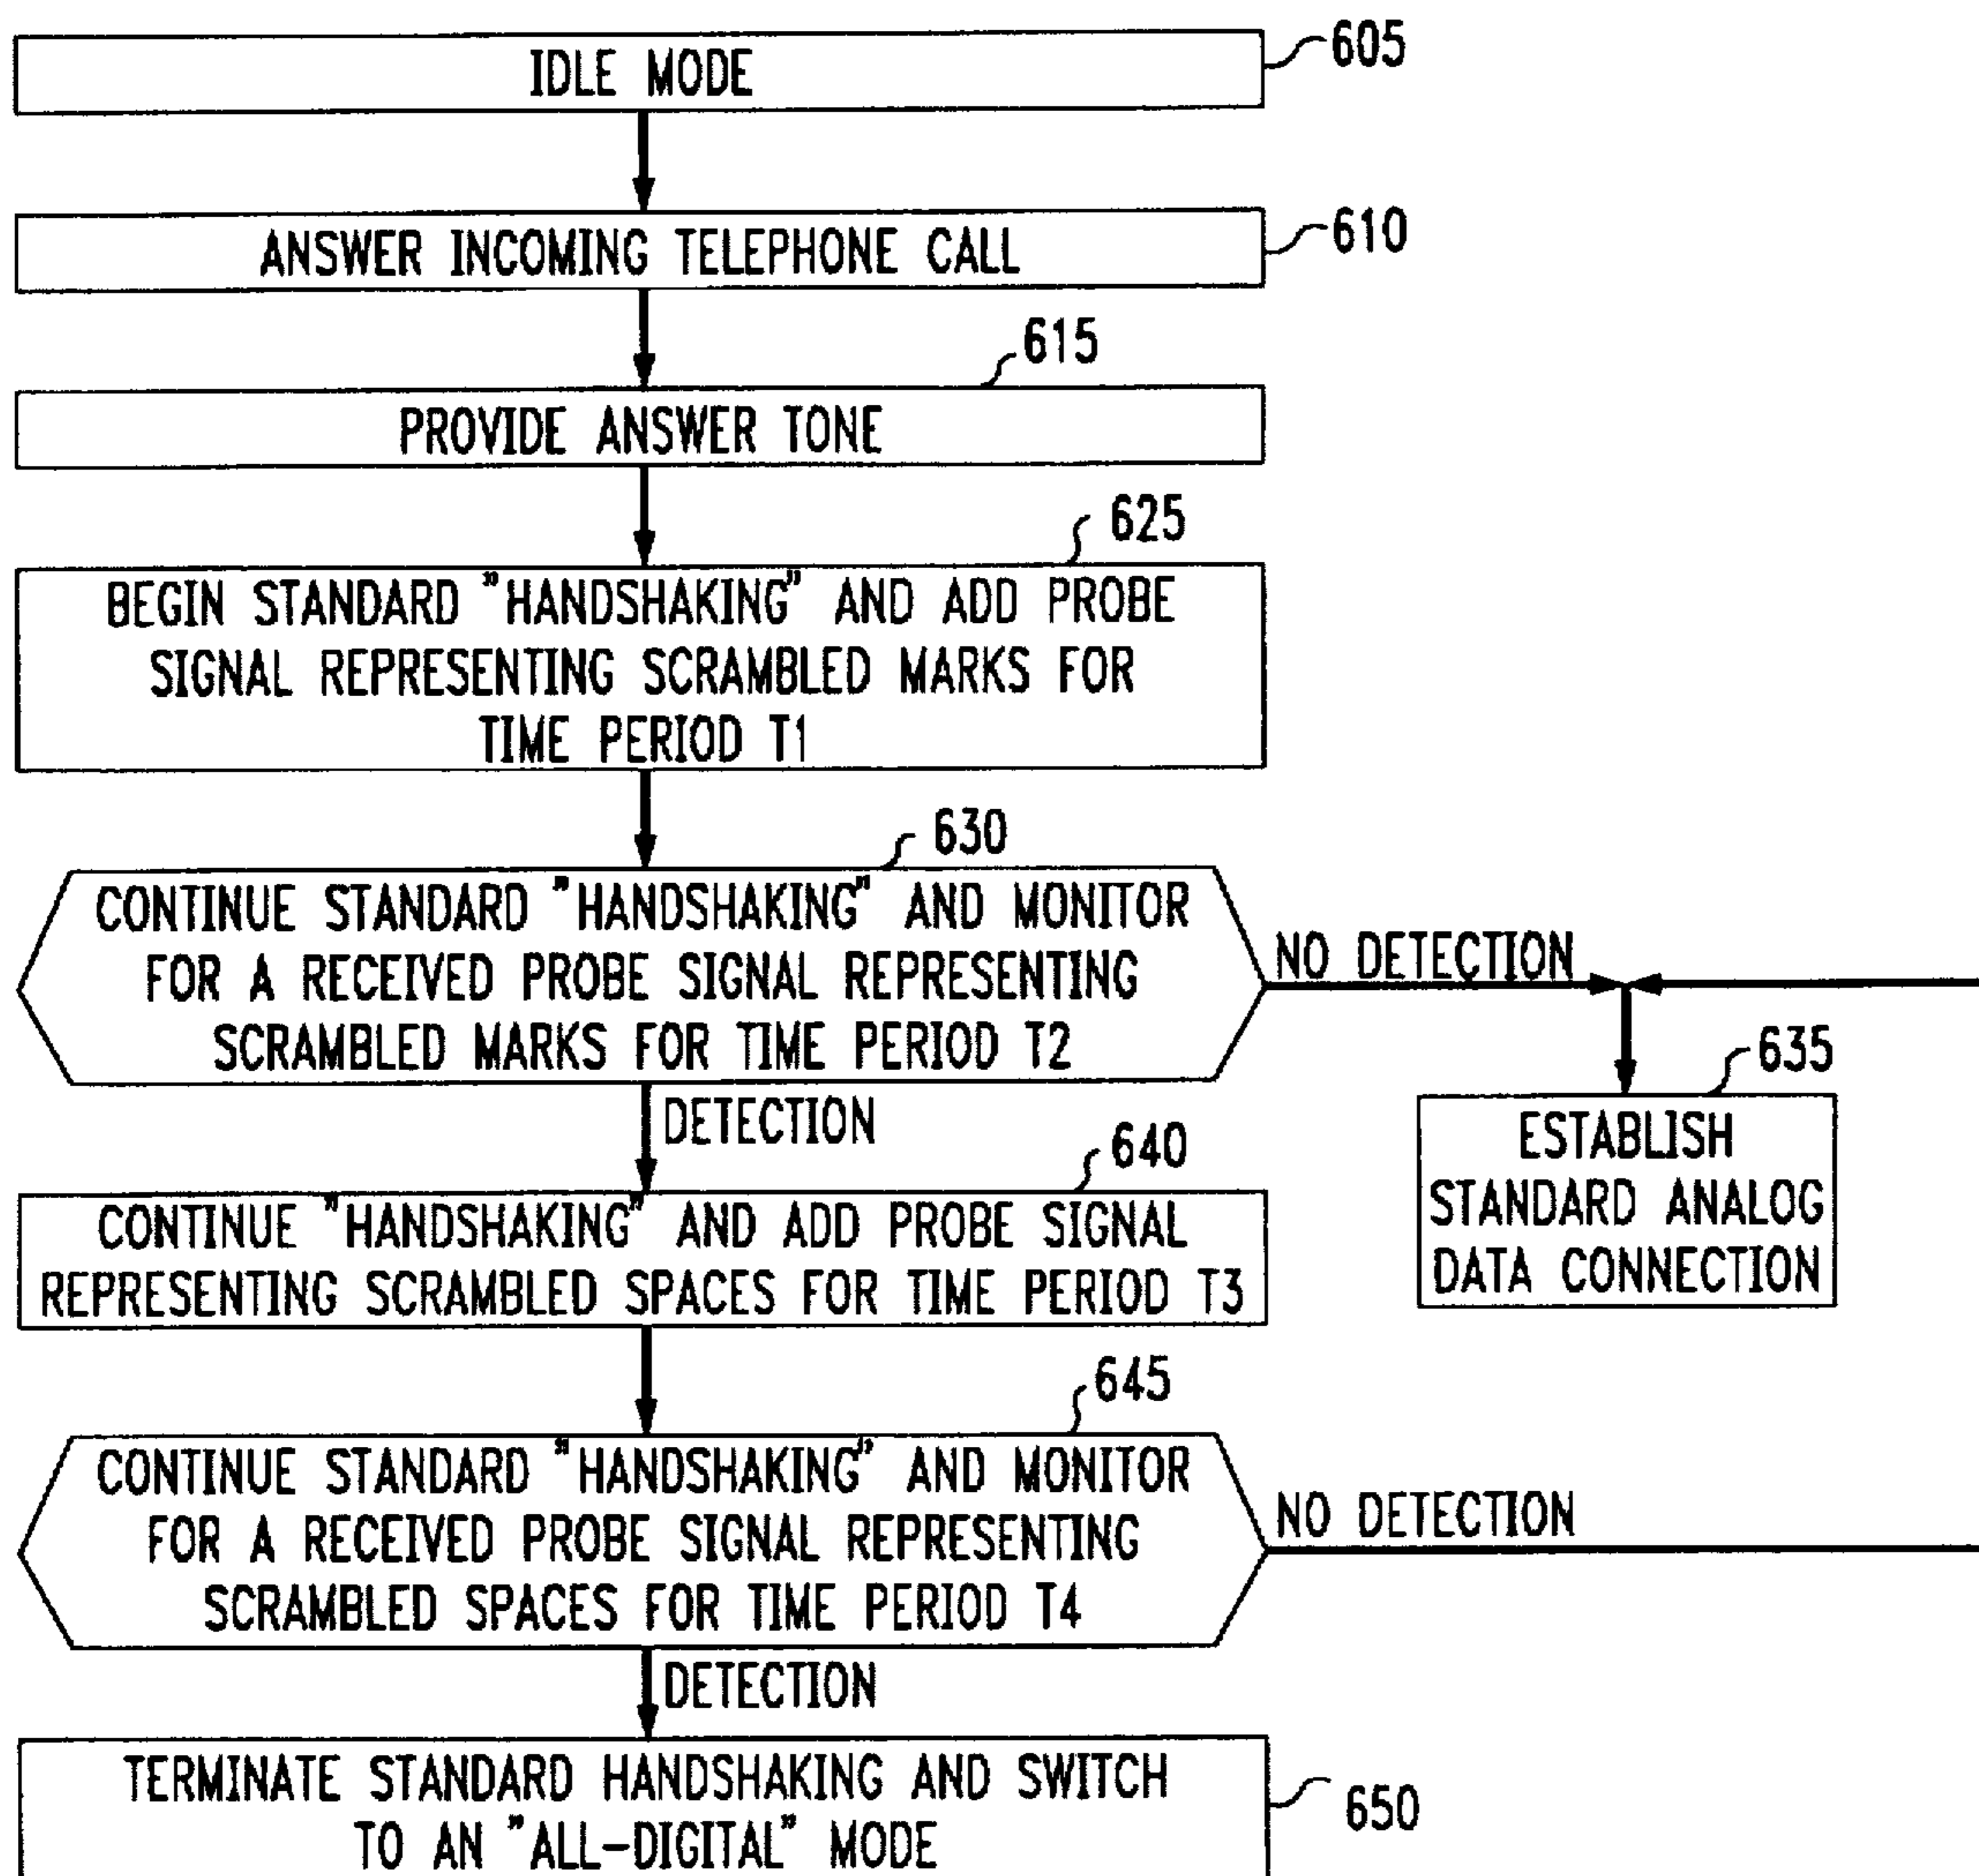 IDLE MODE
605
ANSWER INCOMING TELEPHONE CALL
610
615
PROVIDE ANSWER TONE
625
BEGIN STANDARD "HANDSHAKING" AND ADD PROBE
SIGNAL REPRESENTING SCRAMBLED MARKS FOR
TIME PERIOD T1
630
CONTINUE STANDARD "HANDSHAKING" AND MONITOR
FOR A RECEIVED PROBE SIGNAL REPRESENTING
SCRAMBLED MARKS FOR TIME PERIOD T2
NO DETECTION
635
ESTABLISH
STANDARD ANALOG
DATA CONNECTION
DETECTION
640
CONTINUE "HANDSHAKING" AND ADD PROBE SIGNAL
REPRESENTING SCRAMBLED SPACES FOR TIME PERIOD T3
645
CONTINUE STANDARD "HANDSHAKING" AND MONITOR
FOR A RECEIVED PROBE SIGNAL REPRESENTING
SCRAMBLED SPACES FOR TIME PERIOD T4
NO DETECTION
DETECTION
TERMINATE STANDARD HANDSHAKING AND SWITCH
TO AN "ALL-DIGITAL" MODE
650